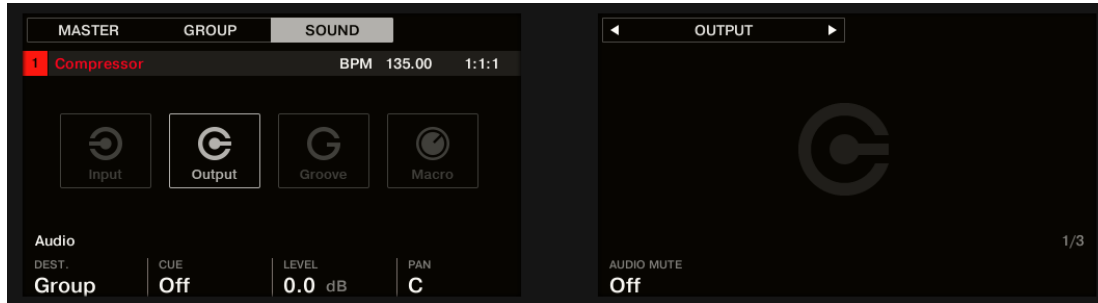 MASTER GROUP SOUND
1 Compressor BPM 135.00 1:1:1
Input Output Groove Macro
Audio
DEST. CUE LEVEL PAN
Group Off 0.0 dB C
OUTPUT
1/3
AUDIO MUTE
Off